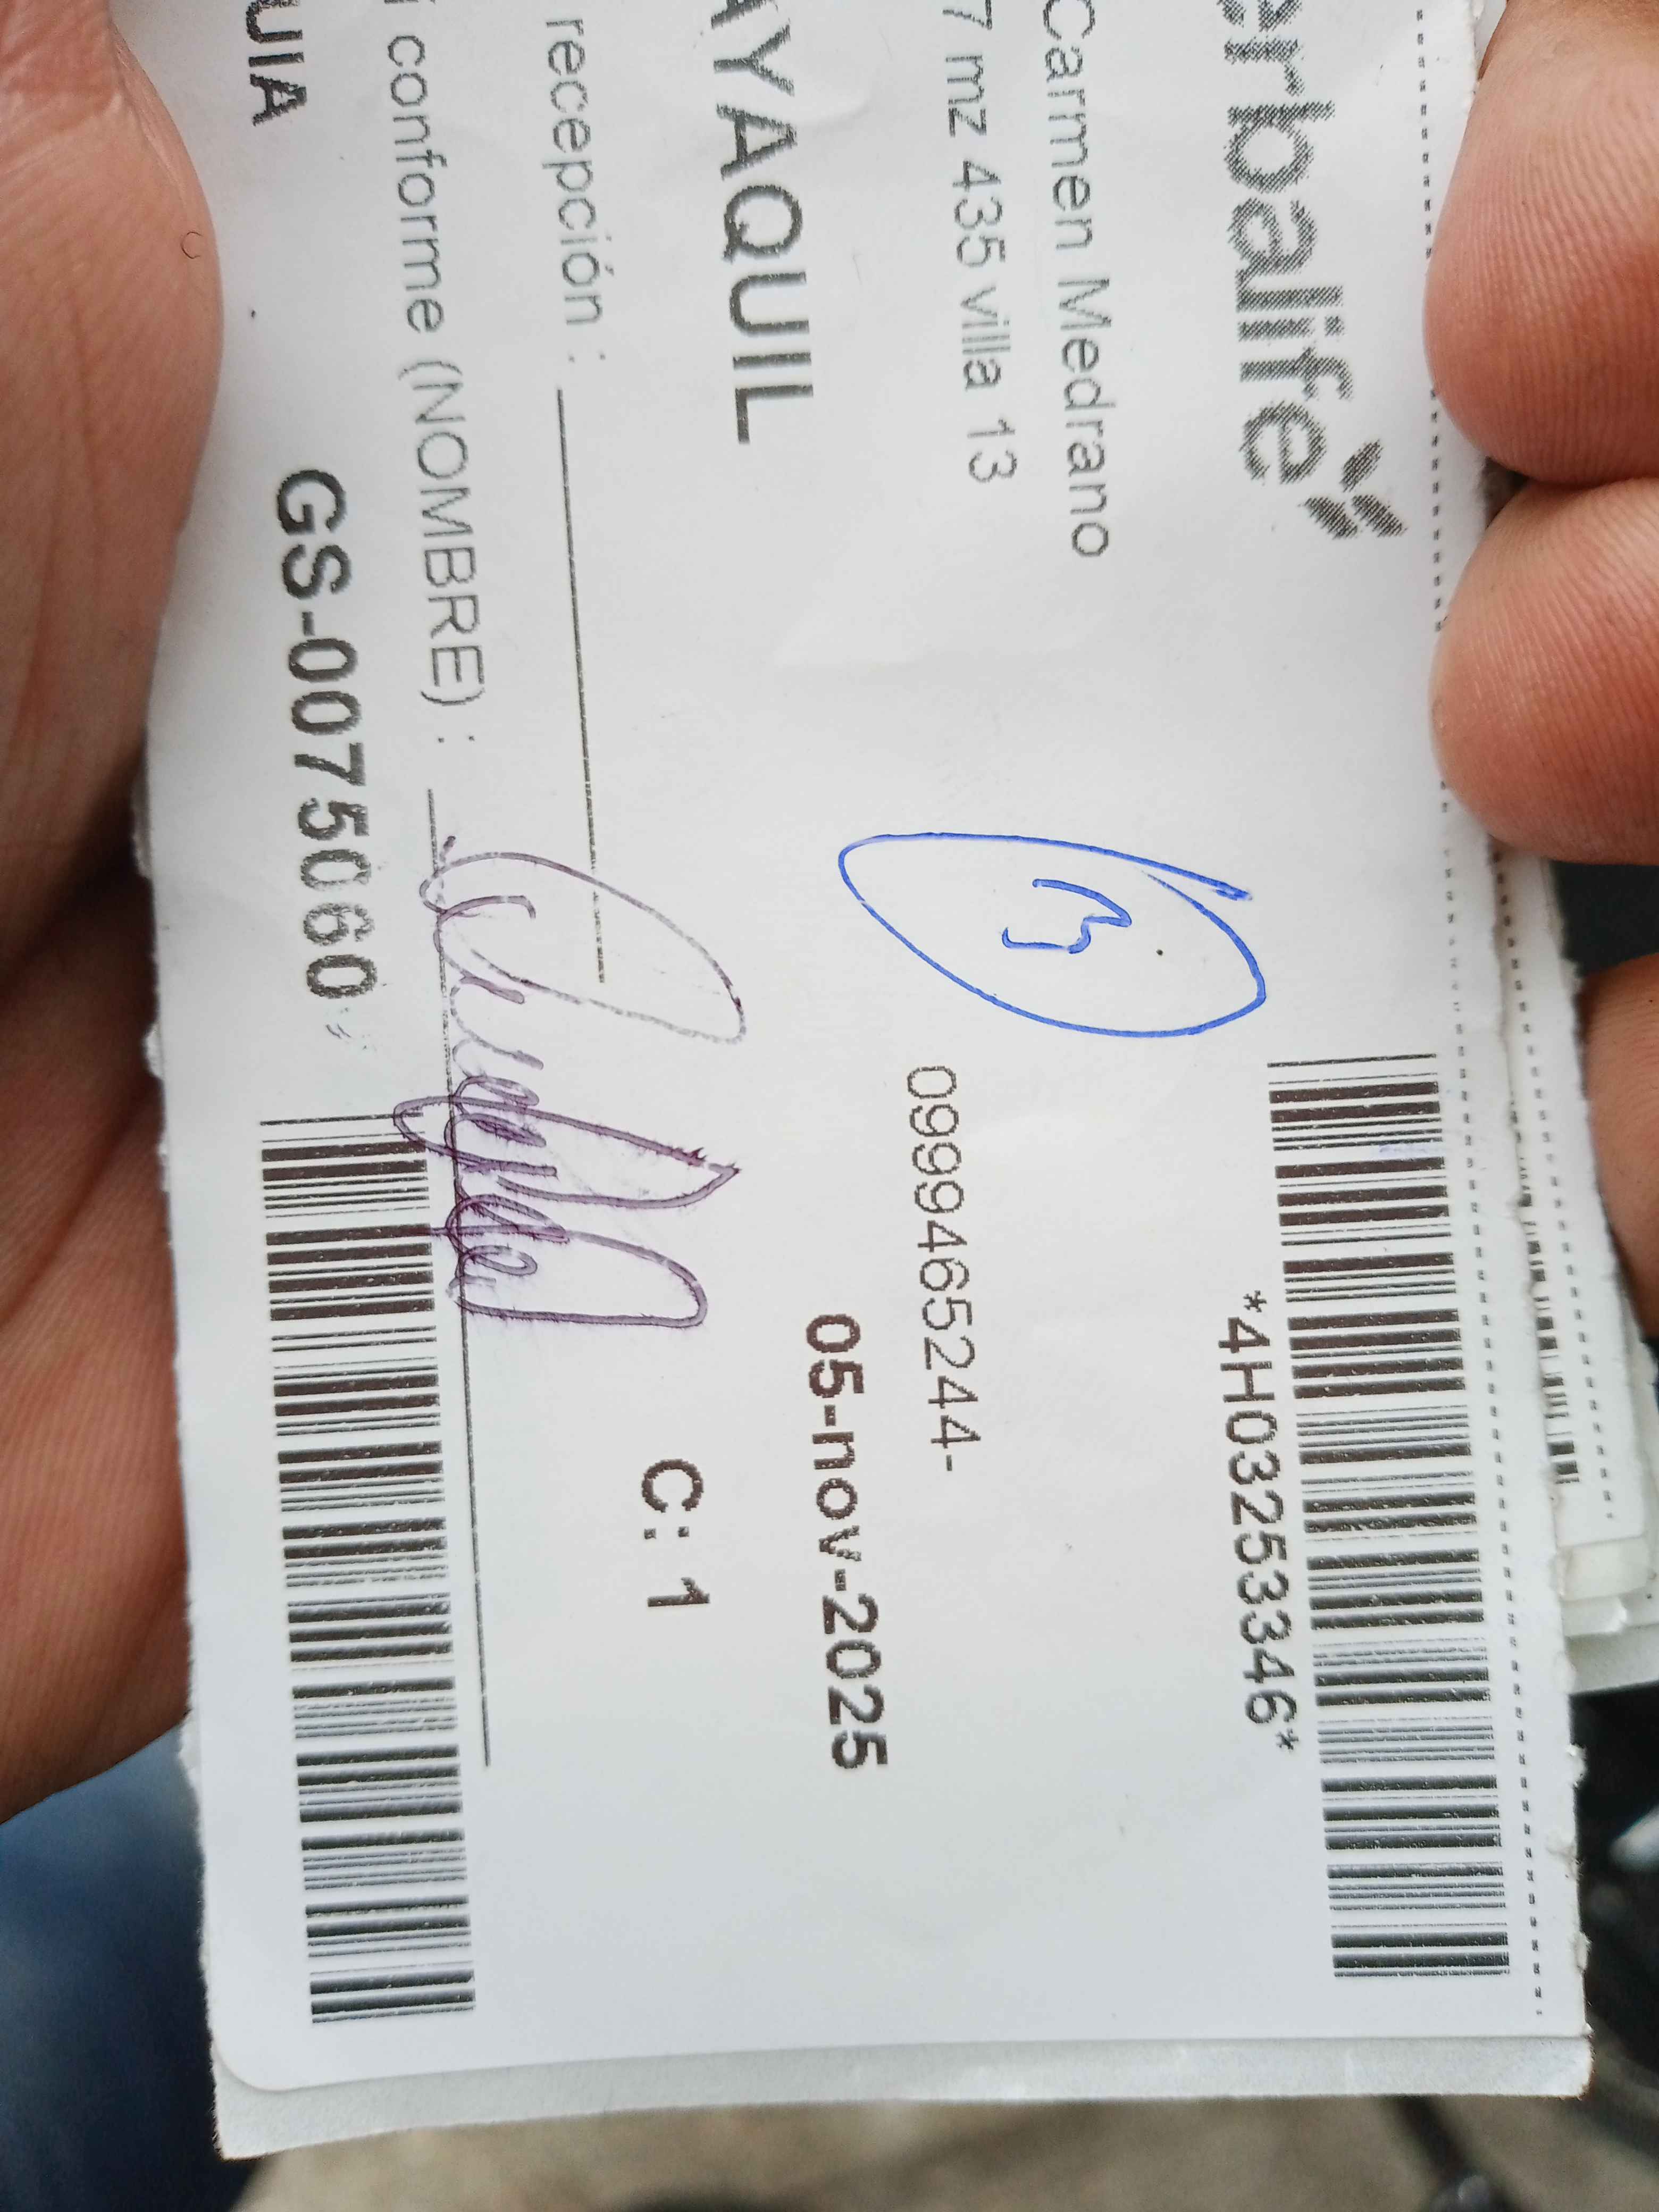 erbalife
*4H03253346*
Carmen Medrano
7 mz 435 villa 13
3
0999465244-
AYAQUIL
05-nov-2025
recepción :
C: 1
conforme (NOMBRE) :
UIA
GS-0075060